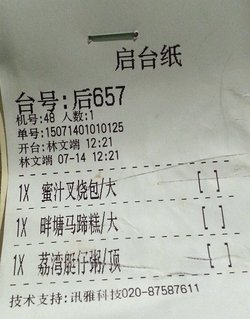 启台纸
台号:后657
机号:48 人数:1
单号:15071401010125
开台:林文端 12:21
林文端 07-14 12:21
1X 蜜汁叉烧包/大 [ ]
1X 畔塘马蹄糕/大 [ ]
1X 荔湾艇仔粥/顶 [ ]
技术支持:讯雅科技020-87587611